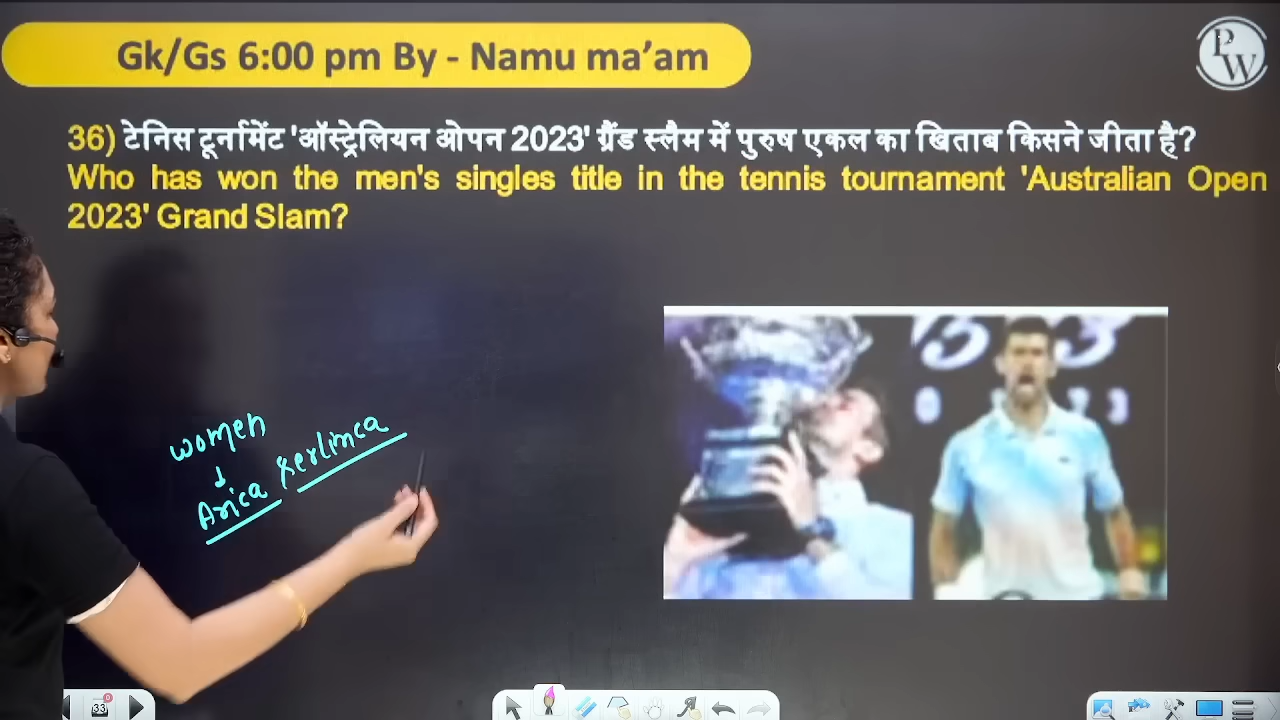 Gk/Gs 6:00 pm By - Namu ma’am
PW
36) टेनिस टूर्नामेंट 'ऑस्ट्रेलियन ओपन 2023' ग्रैंड स्लैम में पुरुष एकल का खिताब किसने जीता है?
Who has won the men's singles title in the tennis tournament 'Australian Open
2023' Grand Slam?
women
Arica
33